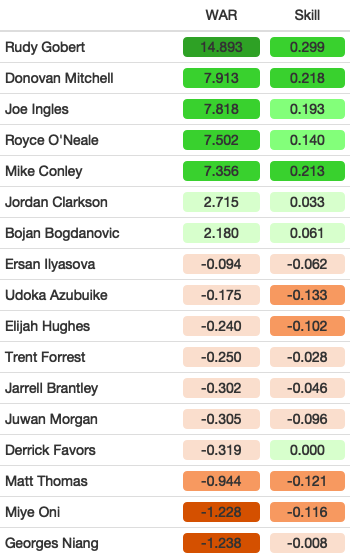 WAR Skill
Rudy Gobert 14.893 0.299
Donovan Mitchell 7.913 0.218
Joe Ingles 7.818 0.193
Royce O'Neale 7.502 0.140
Mike Conley 7.356 0.213
Jordan Clarkson 2.715 0.033
Bojan Bogdanovic 2.180 0.061
Ersan Ilyasova -0.094 -0.062
Udoka Azubuike -0.175 -0.133
Elijah Hughes -0.240 -0.102
Trent Forrest -0.250 -0.028
Jarrell Brantley -0.302 -0.046
Juwan Morgan -0.305 -0.096
Derrick Favors -0.319 0.000
Matt Thomas -0.944 -0.121
Miye Oni -1.228 -0.116
Georges Niang -1.238 -0.008